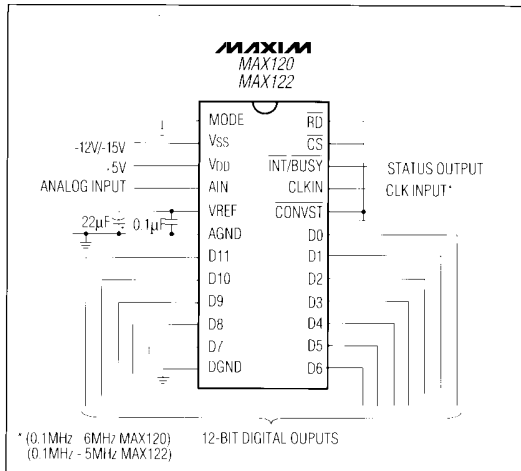 MAXIM
MAX120
MAX122
MODE
VSS
VDD
AIN
VREF
AGND
D11
D10
D9
D8
D7
DGND
RD
CS
INT/BUSY
CLKIN
CONVST
D0
D1
D2
D3
D4
D5
D6
-12V/-15V
+5V
ANALOG INPUT
22µF
0.1µF
STATUS OUTPUT
CLK INPUT*
* (0.1MHz 6MHz MAX120)
(0.1MHz - 5MHz MAX122)
12-BIT DIGITAL OUPUTS